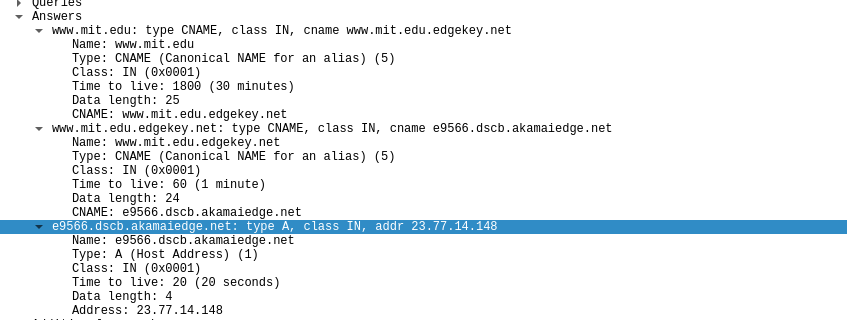 Queries
Answers
www.mit.edu: type CNAME, class IN, cname www.mit.edu.edgekey.net
Name: www.mit.edu
Type: CNAME (Canonical NAME for an alias) (5)
Class: IN (0x0001)
Time to live: 1800 (30 minutes)
Data length: 25
CNAME: www.mit.edu.edgekey.net
www.mit.edu.edgekey.net: type CNAME, class IN, cname e9566.dscb.akamaiedge.net
Name: www.mit.edu.edgekey.net
Type: CNAME (Canonical NAME for an alias) (5)
Class: IN (0x0001)
Time to live: 60 (1 minute)
Data length: 24
CNAME: e9566.dscb.akamaiedge.net
e9566.dscb.akamaiedge.net: type A, class IN, addr 23.77.14.148
Name: e9566.dscb.akamaiedge.net
Type: A (Host Address) (1)
Class: IN (0x0001)
Time to live: 20 (20 seconds)
Data length: 4
Address: 23.77.14.148